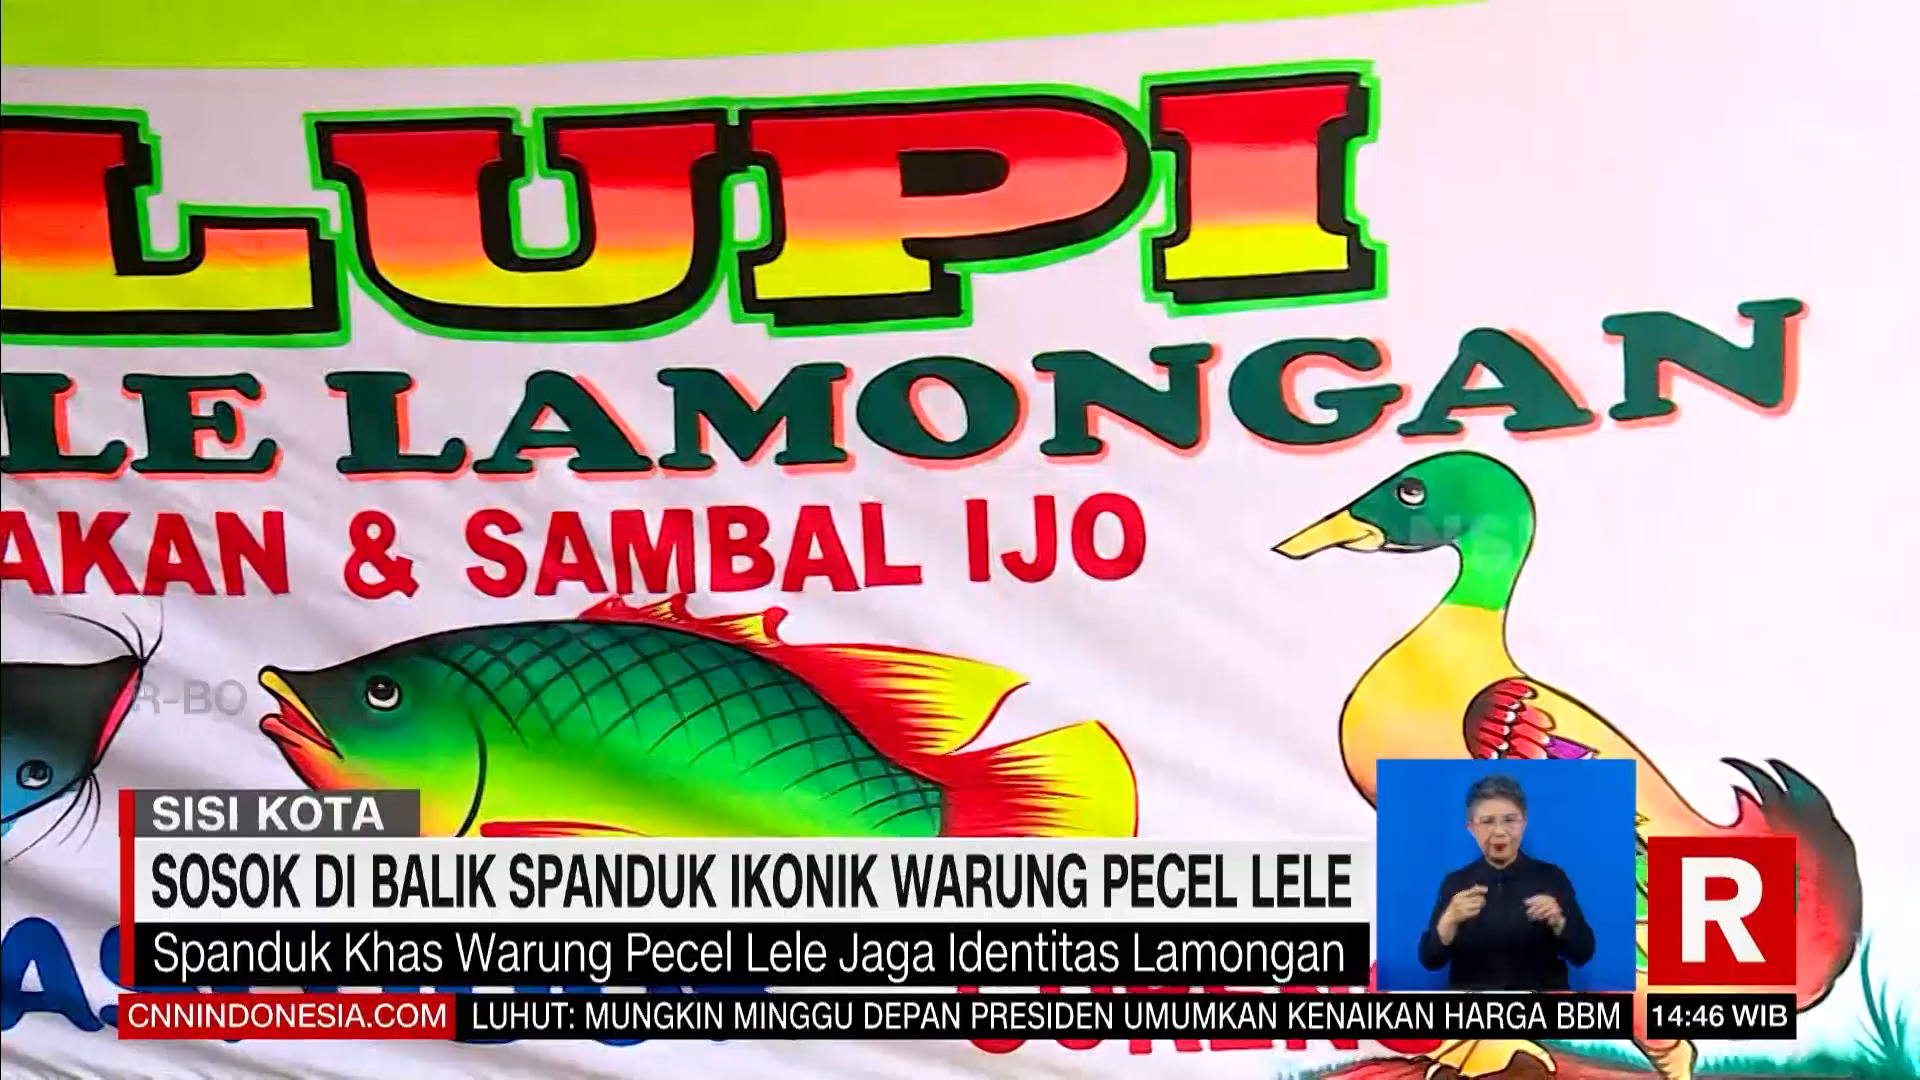 LUPI
LE LAMONGAN
AKAN & SAMBAL IJO
R-BO
SISI KOTA
SOSOK DI BALIK SPANDUK IKONIK WARUNG PECEL LELE
Spanduk Khas Warung Pecel Lele Jaga Identitas Lamongan
R
CNNINDONESIA.COM
LUHUT: MUNGKIN MINGGU DEPAN PRESIDEN UMUMKAN KENAIKAN HARGA BBM
14:46 WIB